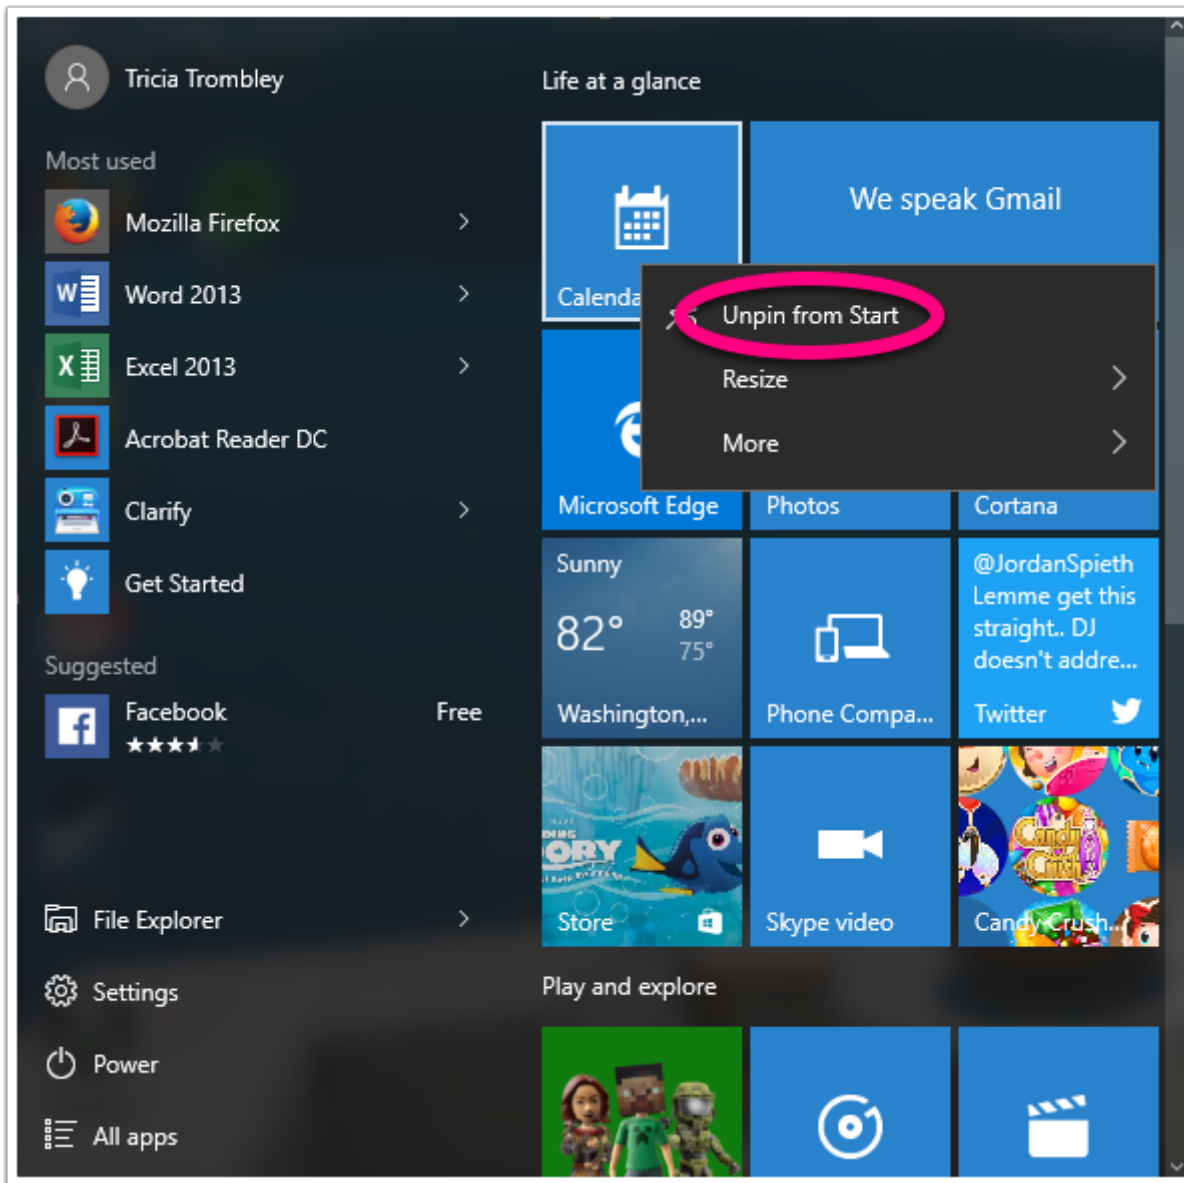 Tricia Trombley
Most used
Mozilla Firefox
Word 2013
Excel 2013
Acrobat Reader DC
Clarify
Get Started
Suggested
Facebook Free
File Explorer
Settings
Power
All apps
Life at a glance
We speak Gmail
Calenda
Unpin from Start
Resize
More
Microsoft Edge
Photos
Cortana
Sunny
82° 89°
75°
Washington,...
Phone Compa...
@JordanSpieth
Lemme get this
straight.. DJ
doesn't addre...
Twitter
ORY
Store
Skype video
Candy Crush...
Candy
Crush
Play and explore